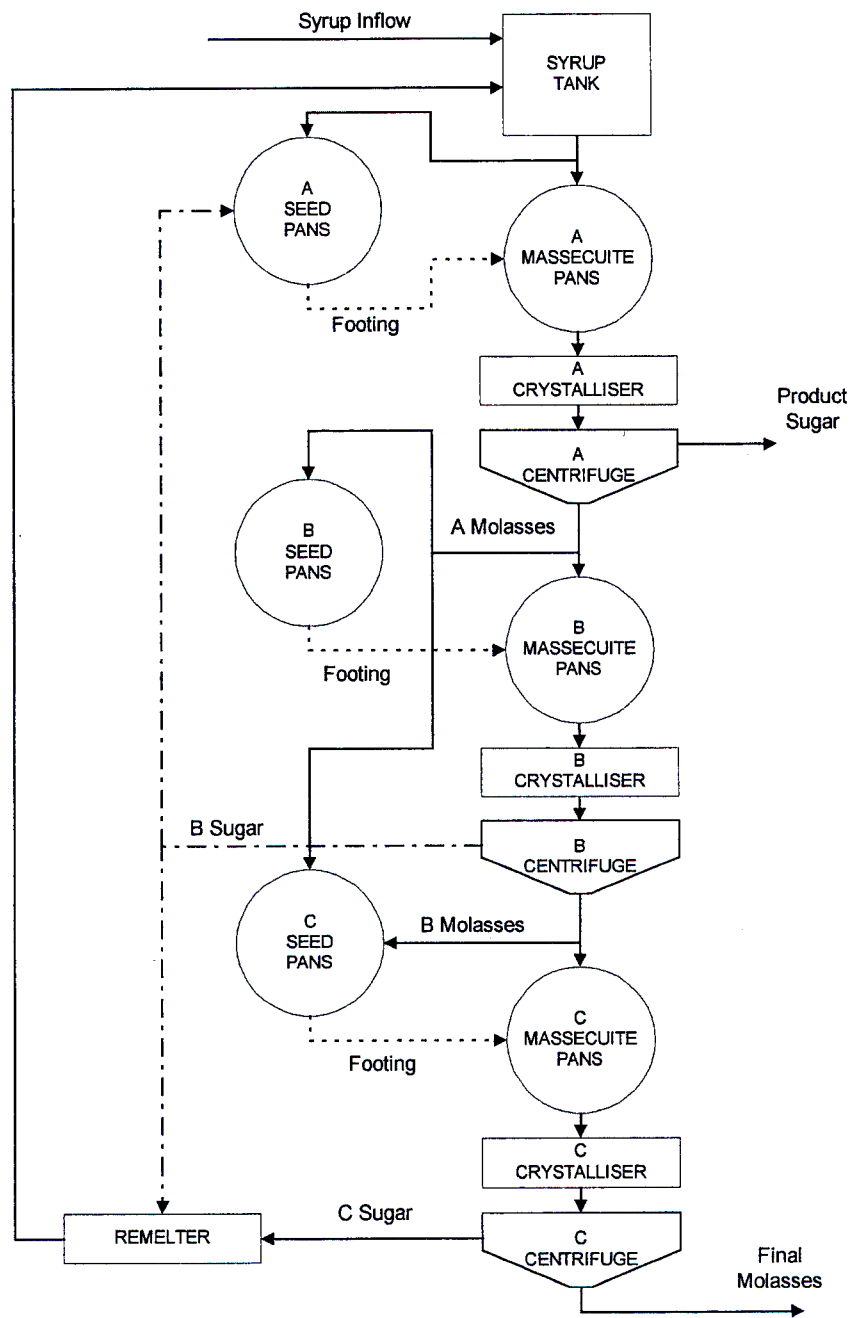 Syrup Inflow
SYRUP
TANK
A
SEED
PANS
A
MASSECUITE
PANS
Footing
A
CRYSTALLISER
Product
Sugar
A
CENTRIFUGE
B
SEED
PANS
A Molasses
B
MASSECUITE
PANS
Footing
B
CRYSTALLISER
B Sugar
B
CENTRIFUGE
C
SEED
PANS
B Molasses
C
MASSECUITE
PANS
Footing
C
CRYSTALLISER
REMELTER
C Sugar
C
CENTRIFUGE
Final
Molasses